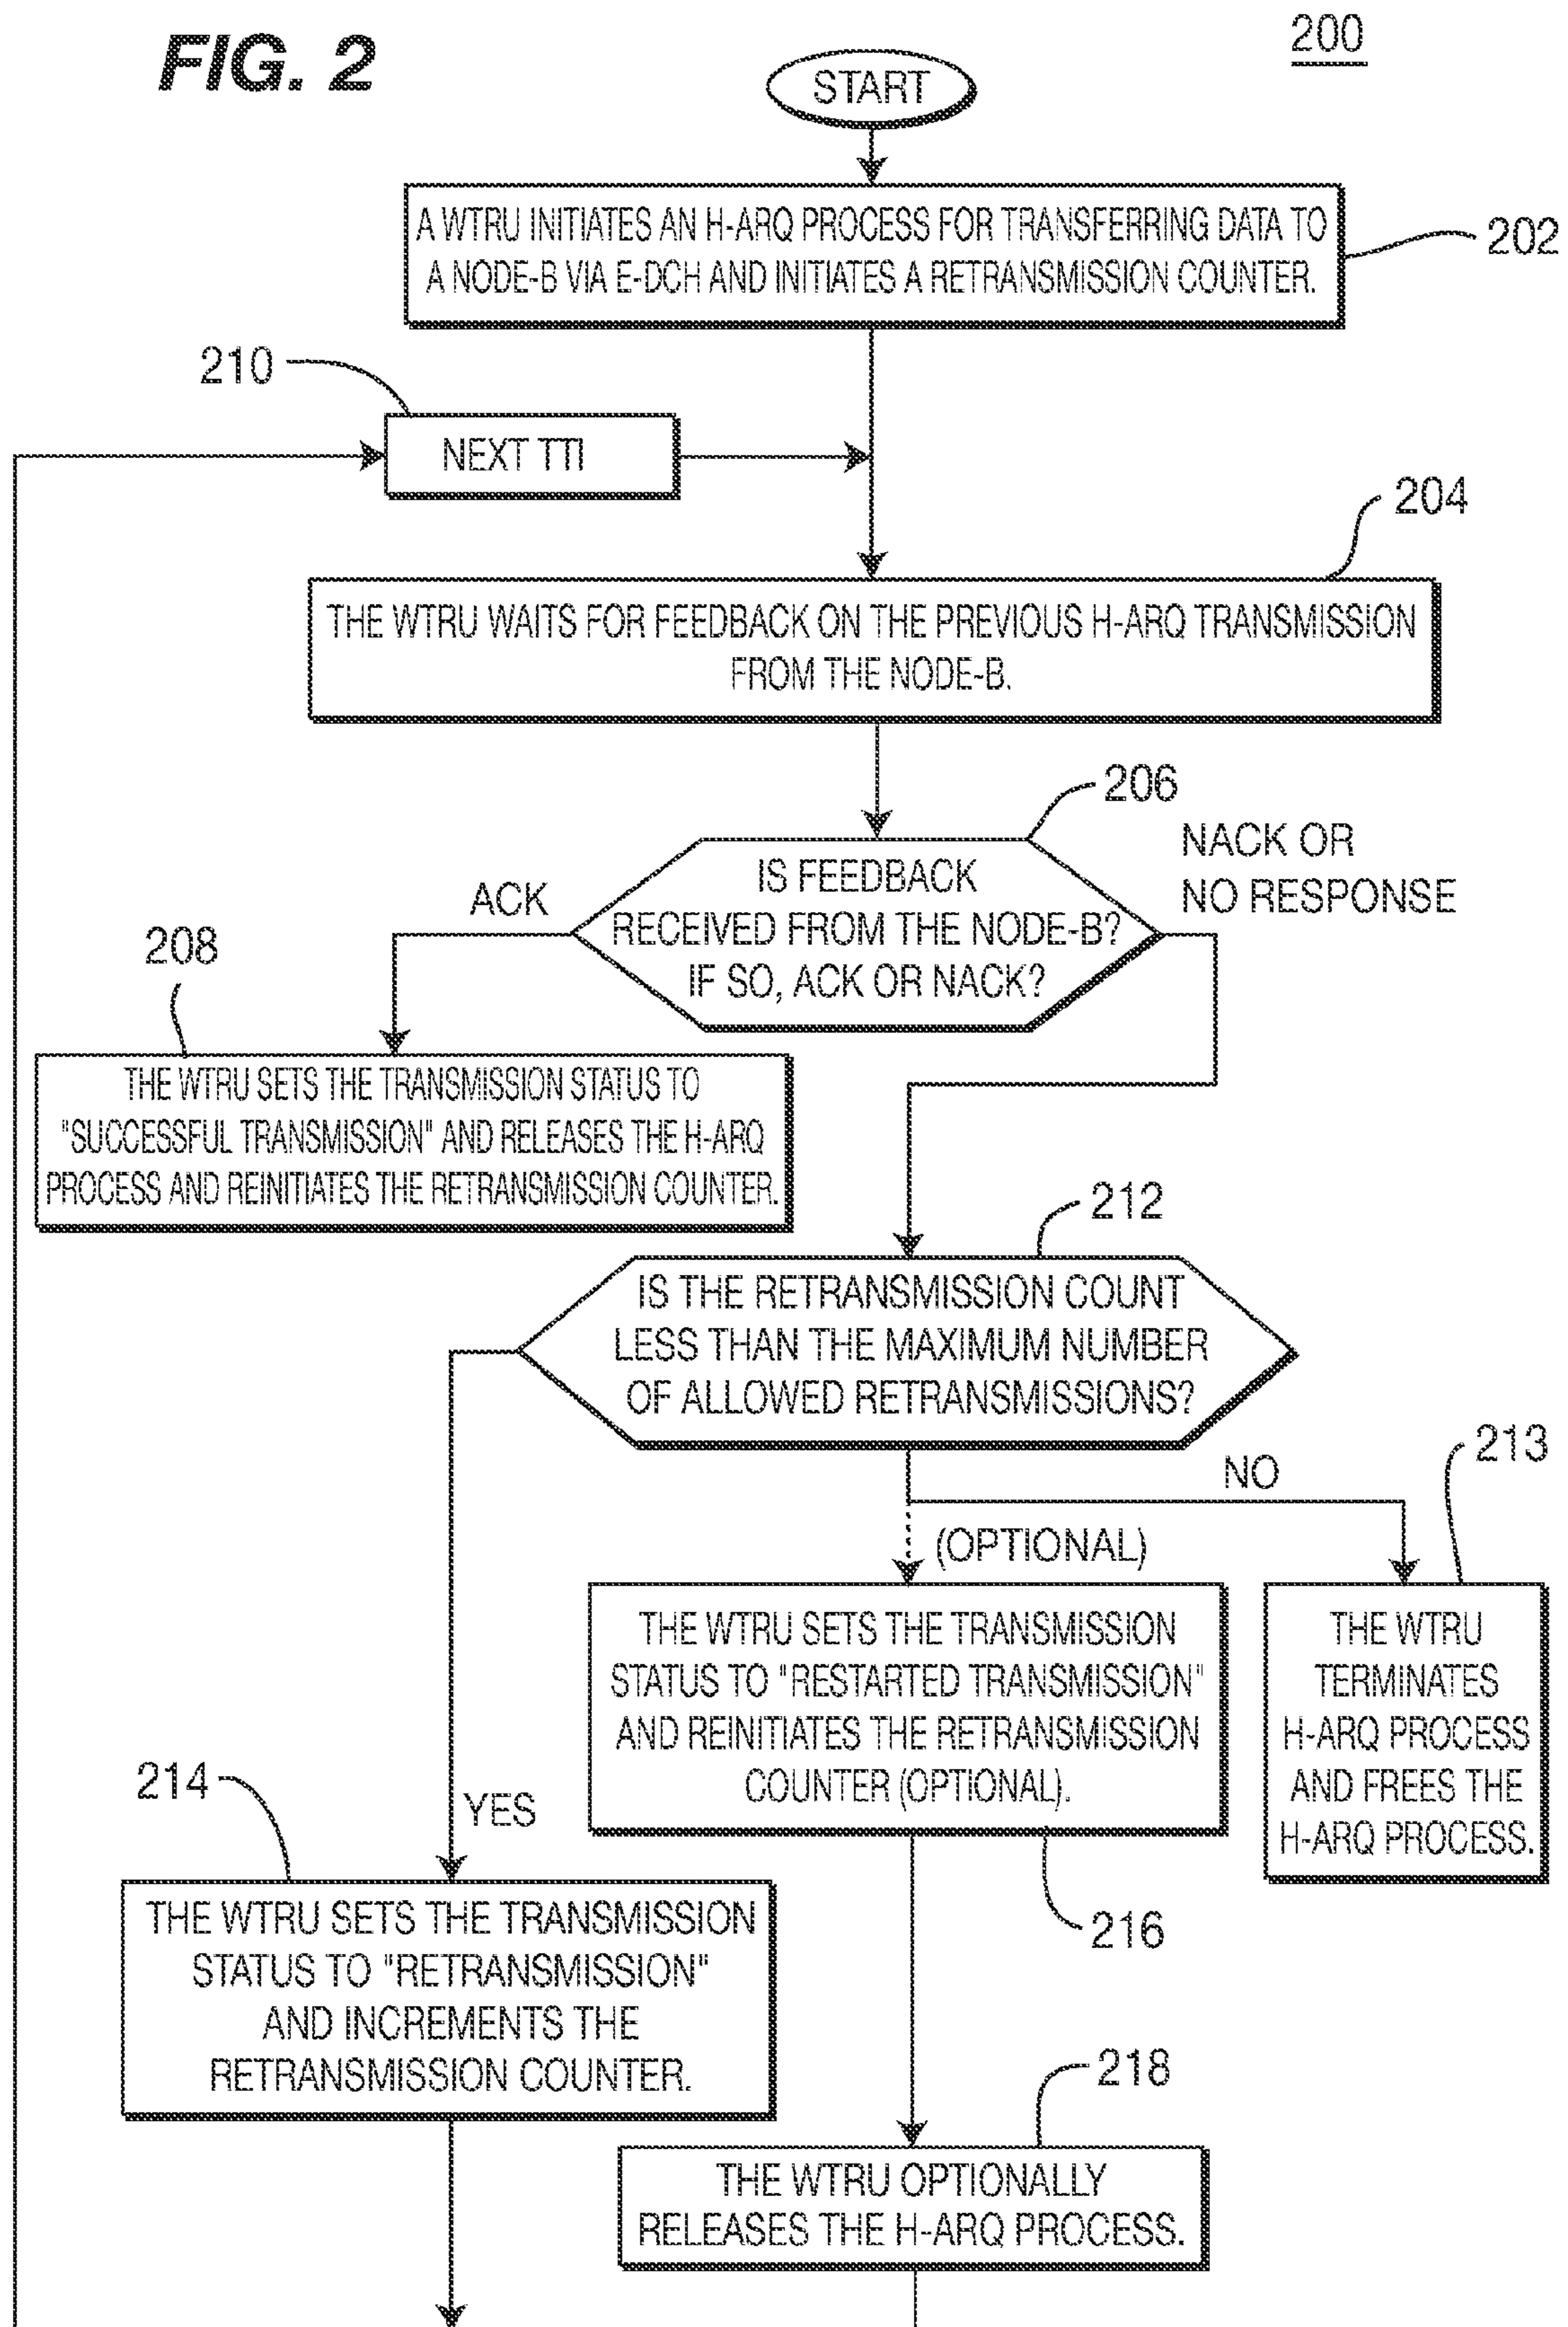 FIG. 2
200
START
A WTRU INITIATES AN H-ARQ PROCESS FOR TRANSFERRING DATA TO
A NODE-B VIA E-DCH AND INITIATES A RETRANSMISSION COUNTER.
202
210
NEXT TTI
204
THE WTRU WAITS FOR FEEDBACK ON THE PREVIOUS H-ARQ TRANSMISSION
FROM THE NODE-B.
206
NACK OR
NO RESPONSE
ACK
IS FEEDBACK
RECEIVED FROM THE NODE-B?
IF SO, ACK OR NACK?
208
THE WTRU SETS THE TRANSMISSION STATUS TO
"SUCCESSFUL TRANSMISSION" AND RELEASES THE H-ARQ
PROCESS AND REINITIATES THE RETRANSMISSION COUNTER.
212
IS THE RETRANSMISSION COUNT
LESS THAN THE MAXIMUM NUMBER
OF ALLOWED RETRANSMISSIONS?
213
NO
(OPTIONAL)
THE WTRU SETS THE TRANSMISSION
STATUS TO "RESTARTED TRANSMISSION"
AND REINITIATES THE RETRANSMISSION
COUNTER (OPTIONAL).
THE WTRU
TERMINATES
H-ARQ PROCESS
AND FREES THE
H-ARQ PROCESS.
214
YES
216
THE WTRU SETS THE TRANSMISSION
STATUS TO "RETRANSMISSION"
AND INCREMENTS THE
RETRANSMISSION COUNTER.
218
THE WTRU OPTIONALLY
RELEASES THE H-ARQ PROCESS.